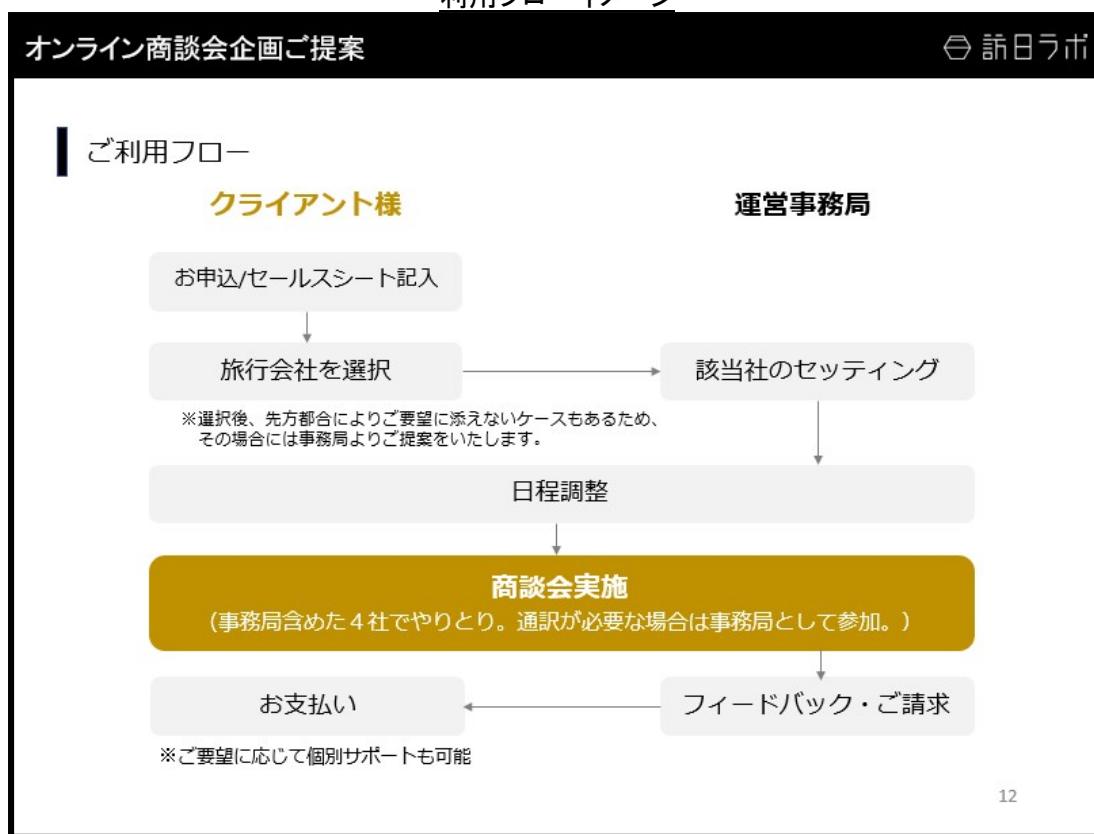 オンライン商談会企画ご提案
訪日ラボ
ご利用フロー
クライアント様
運営事務局
お申込/セールスシート記入
旅行会社を選択
該当社のセッティング
※選択後、先方都合によりご要望に添えないケースもあるため、
その場合には事務局よりご提案をいたします。
日程調整
商談会実施
(事務局含めた4社でやりとり。通訳が必要な場合は事務局として参加。)
お支払い
フィードバック・ご請求
※ご要望に応じて個別サポートも可能
12